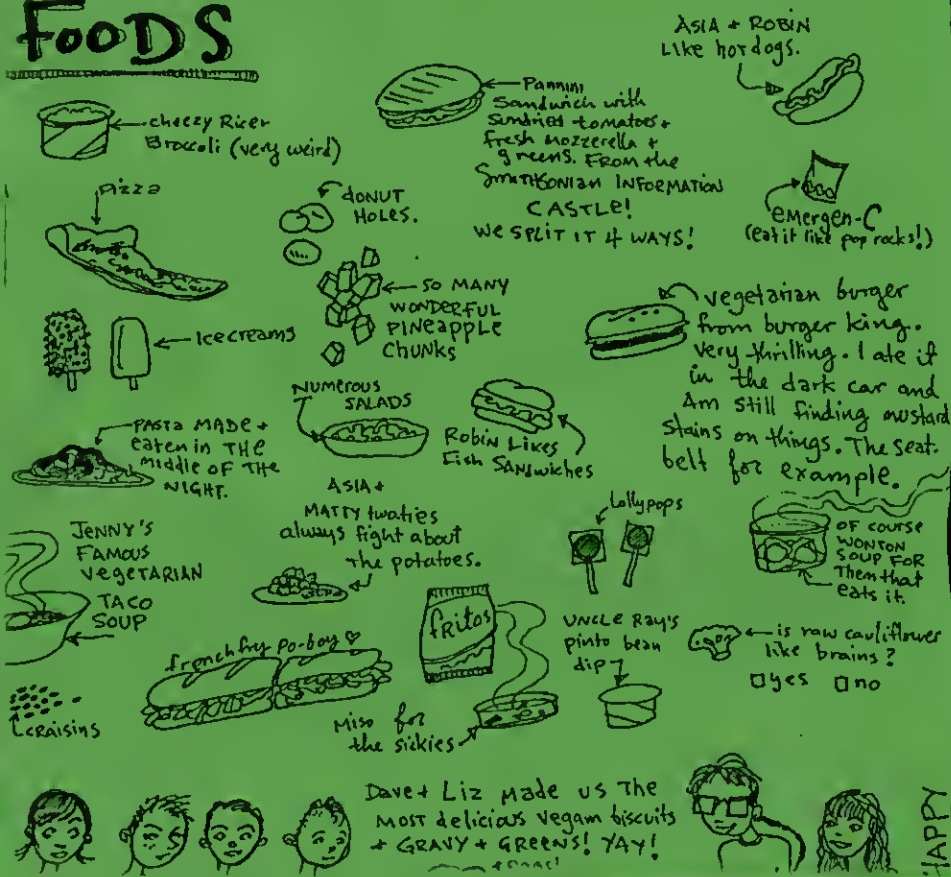 FOODS
cheezy Rice+
Broccoli (very weird)
Pannini
Sandwich with
Sundried tomatoes +
fresh mozzerella +
greens. From the
Smithsonian Information
CASTLE!
We SPLIT IT 4 WAYS!
ASIA + ROBIN
Like hotdogs.
pizza
donut
Holes.
emergen-C
(eat it like pop rocks!)
So MANY
WONDERFUL
PINEAPPLE
CHUNKS
Icecreams
vegetarian burger
from burger king.
very thrilling. I ate it
in the dark car and
Am still finding mustard
stains on things. The seat-
belt for example.
NUMEROUS
SALADS
Robin Likes
Fish SANdwiches
PASTA MADE +
eaten in THE
Middle OF THE
NIGHT.
ASIA +
MATTY twaties
always fight about
the potatoes.
Lollypops
JENNY'S
FAMOUS
VEGETARIAN
TACO
SOUP
OF COURSE
WONTON
SOUP FOR
Them that
eats it.
fritos
UNCLE RAY'S
pinto bean
dip
is raw cauliflower
like brains?
yes no
frenchfry po-boy
craisins
Miso for
the sickies
Dave + Liz made us The
MOST delicious vegam biscuits
+ GRAVY + GREENS! YAY!
HAPPY